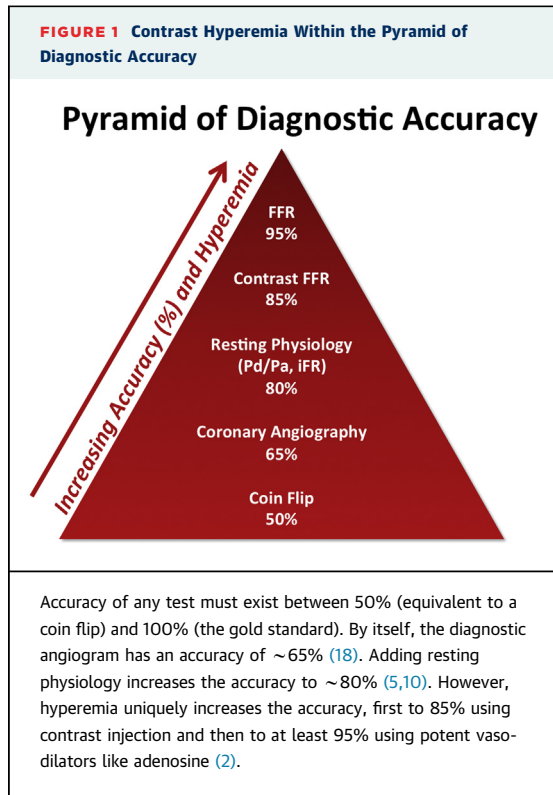 FIGURE 1 Contrast Hyperemia Within the Pyramid of
Diagnostic Accuracy
Pyramid of Diagnostic Accuracy
Increasing Accuracy (%) and Hyperemia
FFR
95%
Contrast FFR
85%
Resting Physiology
(Pd/Pa, iFR)
80%
Coronary Angiography
65%
Coin Flip
50%
Accuracy of any test must exist between 50% (equivalent to a
coin flip) and 100% (the gold standard). By itself, the diagnostic
angiogram has an accuracy of ∼65% (18). Adding resting
physiology increases the accuracy to ∼80% (5,10). However,
hyperemia uniquely increases the accuracy, first to 85% using
contrast injection and then to at least 95% using potent vaso-
dilators like adenosine (2).